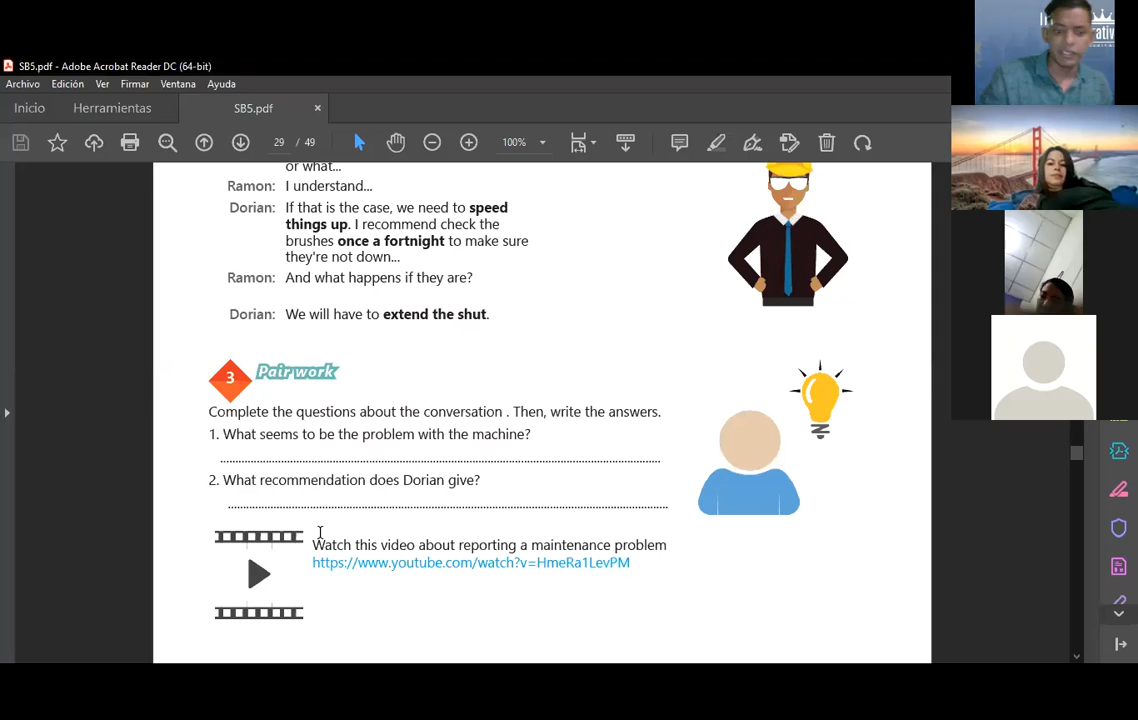 SB5.pdf - Adobe Acrobat Reader DC (64-bit)
Archivo Edición Ver Firmar Ventana Ayuda
Inicio Herramientas SB5.pdf ×
29 / 49 100%
or what...
Ramon: I understand...
Dorian: If that is the case, we need to speed
things up. I recommend check the
brushes once a fortnight to make sure
they're not down...
Ramon: And what happens if they are?
Dorian: We will have to extend the shut.
3 Pair work
Complete the questions about the conversation . Then, write the answers.
1. What seems to be the problem with the machine?
2. What recommendation does Dorian give?
Watch this video about reporting a maintenance problem
https://www.youtube.com/watch?v=HmeRa1LevPM